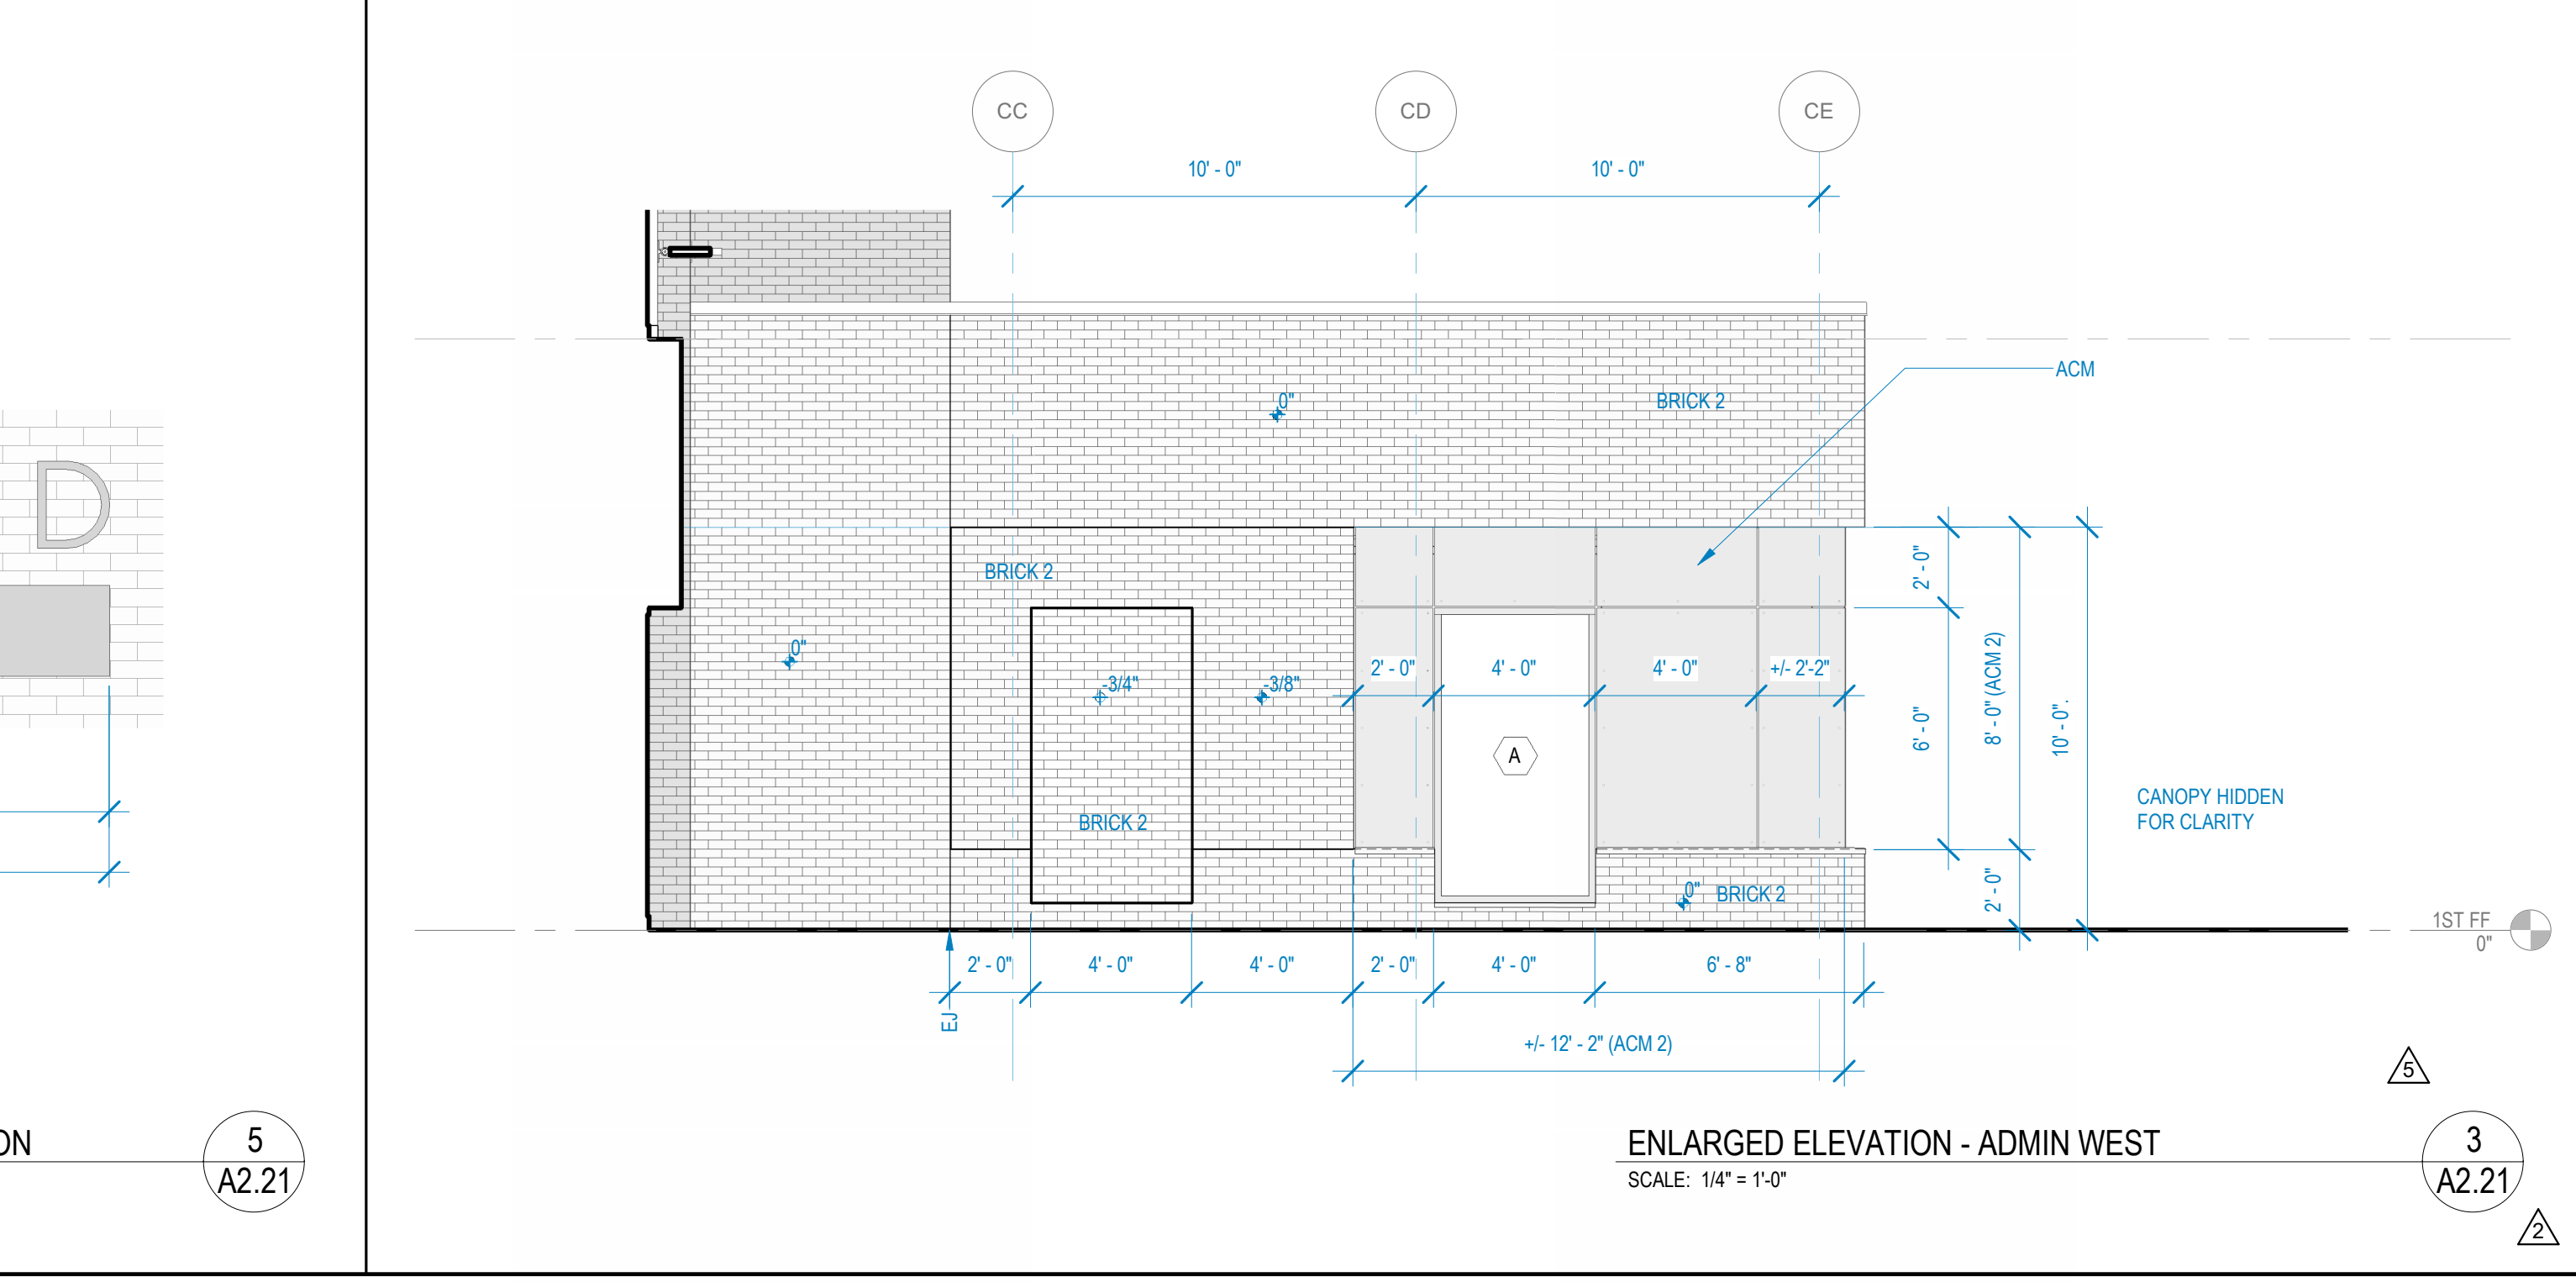 CC
CD
CE
10' - 0"
10' - 0"
ACM
0"
BRICK 2
D
BRICK 2
2' - 0"
0"
-3/4"
-3/8"
2' - 0"
4' - 0"
4' - 0"
+/- 2'-2"
6' - 0"
8' - 0" (ACM 2)
10' - 0".
A
BRICK 2
CANOPY HIDDEN
FOR CLARITY
0"
BRICK 2
2' - 0"
1ST FF
0"
2' - 0"
4' - 0"
4' - 0"
2' - 0"
4' - 0"
6' - 8"
EJ
+/- 12' - 2" (ACM 2)
5
ON
5
A2.21
ENLARGED ELEVATION - ADMIN WEST
SCALE: 1/4" = 1'-0"
3
A2.21
2